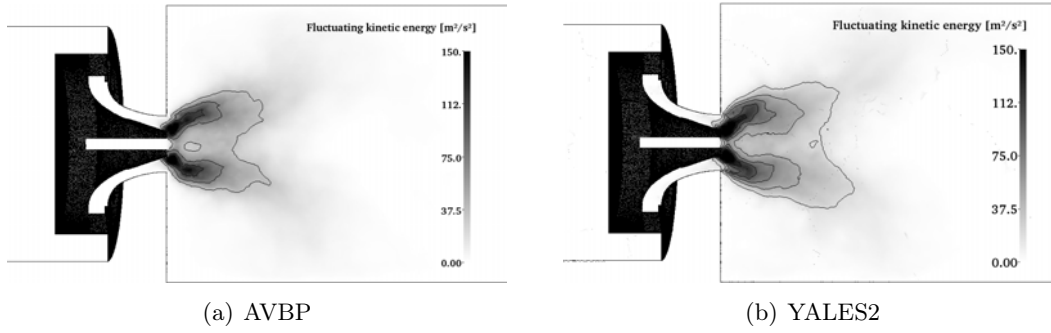 Fluctuating kinetic energy [m²/s²]
150.
112.
75.0
37.5
0.00
(a) AVBP
Fluctuating kinetic energy [m²/s²]
150.
112.
75.0
37.5
0.00
(b) YALES2